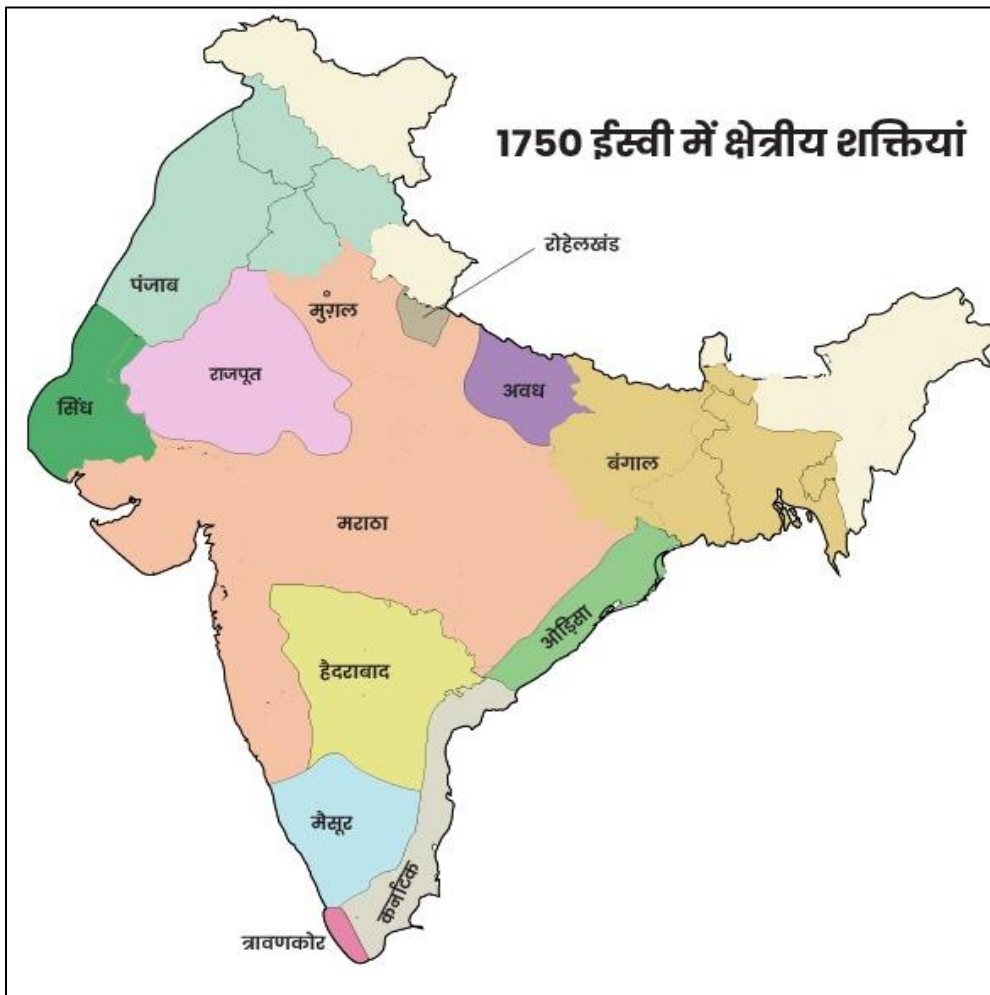 1750 ईस्वी में क्षेत्रीय शक्तियां
रोहेलखंड
पंजाब
मुग़ल
राजपूत
अवध
सिंध
बंगाल
मराठा
ओड़िसा
हैदराबाद
मैसूर
कर्नाटिक
त्रावणकोर